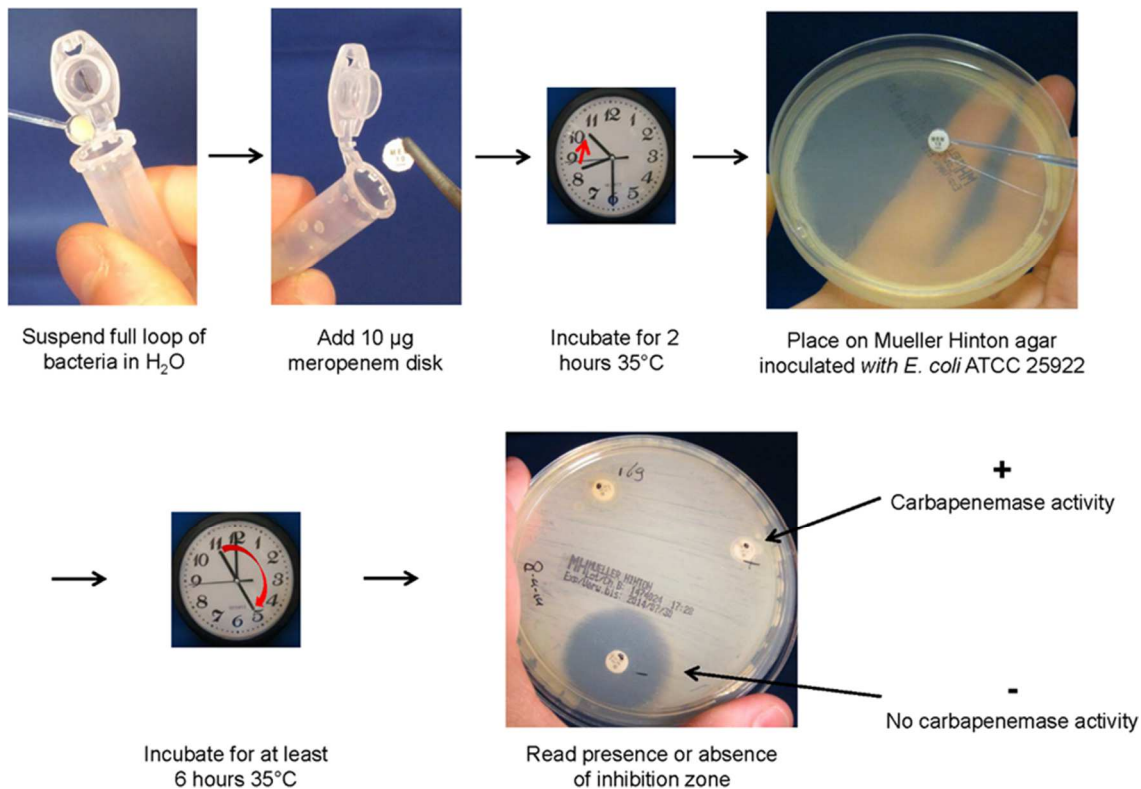 Suspend full loop of
bacteria in H₂O
Add 10 µg
meropenem disk
Incubate for 2
hours 35°C
Place on Mueller Hinton agar
inoculated with E. coli ATCC 25922
169
MUELLER HINTON
+
Carbapenemase activity
-
No carbapenemase activity
Incubate for at least
6 hours 35°C
Read presence or absence
of inhibition zone